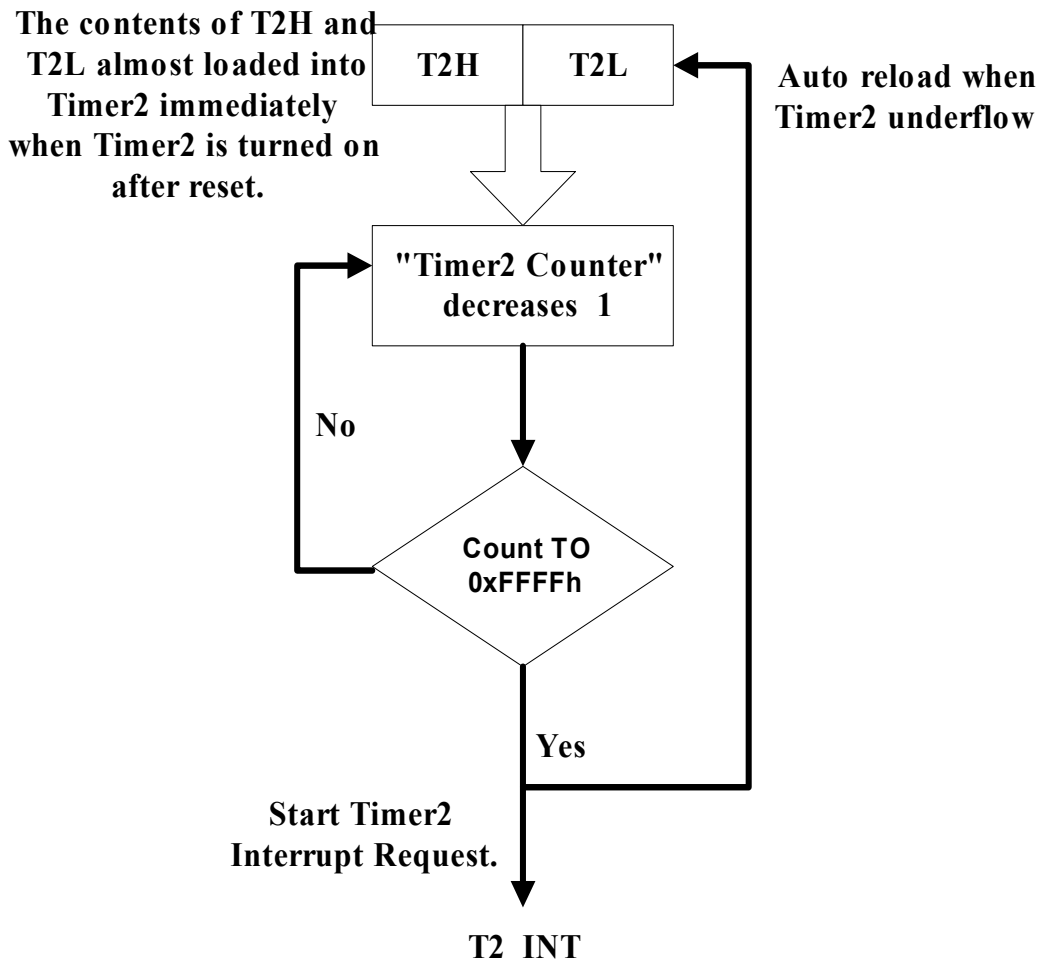 The contents of T2H and
T2L almost loaded into
Timer2 immediately
when Timer2 is turned on
after reset.
T2H
T2L
Auto reload when
Timer2 underflow
"Timer2 Counter"
decreases 1
No
Count TO
0xFFFFh
Yes
Start Timer2
Interrupt Request.
T2 INT